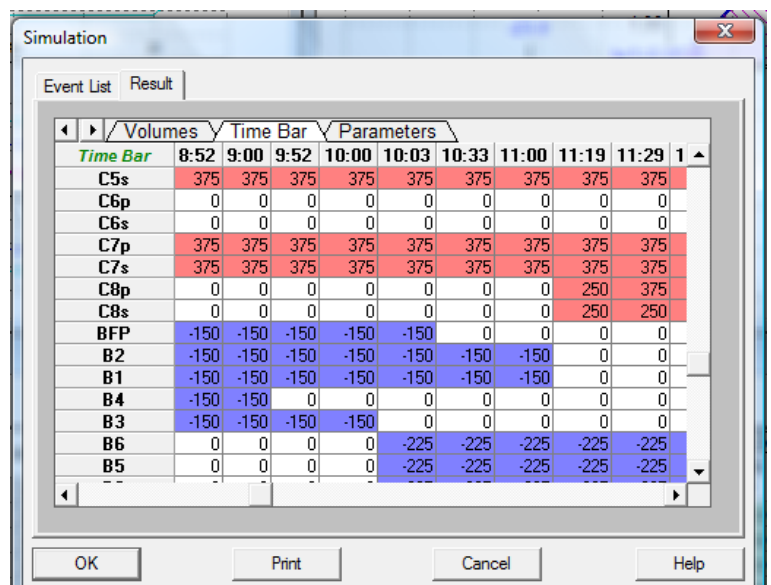 Simulation
X
Event List Result
Volumes Time Bar Parameters
Time Bar 8:52 9:00 9:52 10:00 10:03 10:33 11:00 11:19 11:29 1
C5s 375 375 375 375 375 375 375 375 375
C6p 0 0 0 0 0 0 0 0 0
C6s 0 0 0 0 0 0 0 0 0
C7p 375 375 375 375 375 375 375 375 375
C7s 375 375 375 375 375 375 375 375 375
C8p 0 0 0 0 0 0 0 250 375
C8s 0 0 0 0 0 0 0 250 250
BFP -150 -150 -150 -150 -150 0 0 0 0
B2 -150 -150 -150 -150 -150 -150 -150 0 0
B1 -150 -150 -150 -150 -150 -150 -150 0 0
B4 -150 -150 0 0 0 0 0 0 0
B3 -150 -150 -150 -150 0 0 0 0 0
B6 0 0 0 0 -225 -225 -225 -225 -225
B5 0 0 0 0 -225 -225 -225 -225 -225
OK Print Cancel Help